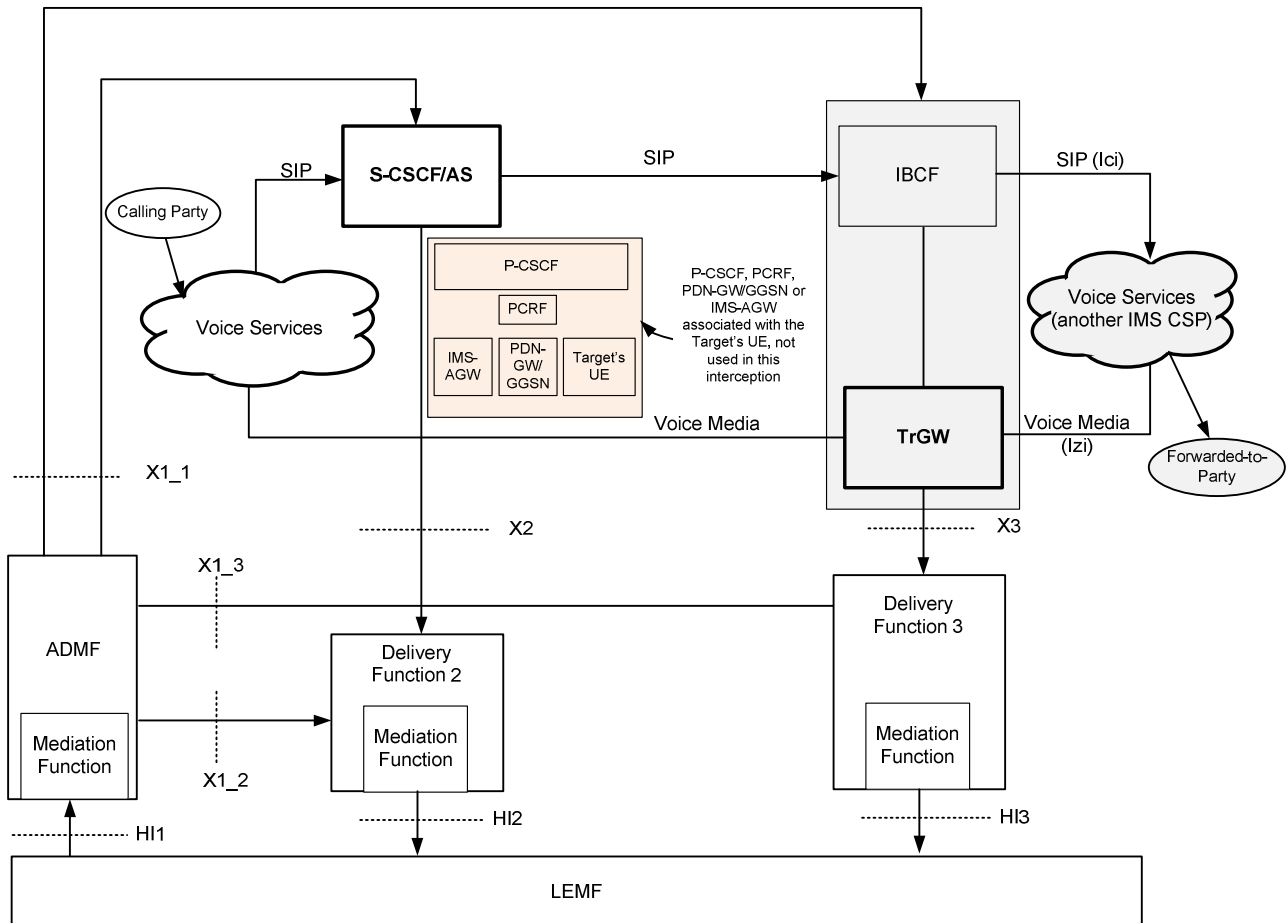 S-CSCF/AS
SIP
SIP
IBCF
SIP (Ici)
Calling Party
P-CSCF
PCRF
IMS-
AGW
PDN-
GW/
GGSN
Target's
UE
P-CSCF, PCRF,
PDN-GW/GGSN or
IMS-AGW
associated with the
Target's UE, not
used in this
interception
Voice Services
Voice Services
(another IMS CSP)
Voice Media
TrGW
Voice Media
(Izi)
Forwarded-to-
Party
X1_1
X2
X3
X1_3
ADMF
Mediation
Function
X1_2
Delivery
Function 2
Mediation
Function
Delivery
Function 3
Mediation
Function
HI1
HI2
HI3
LEMF